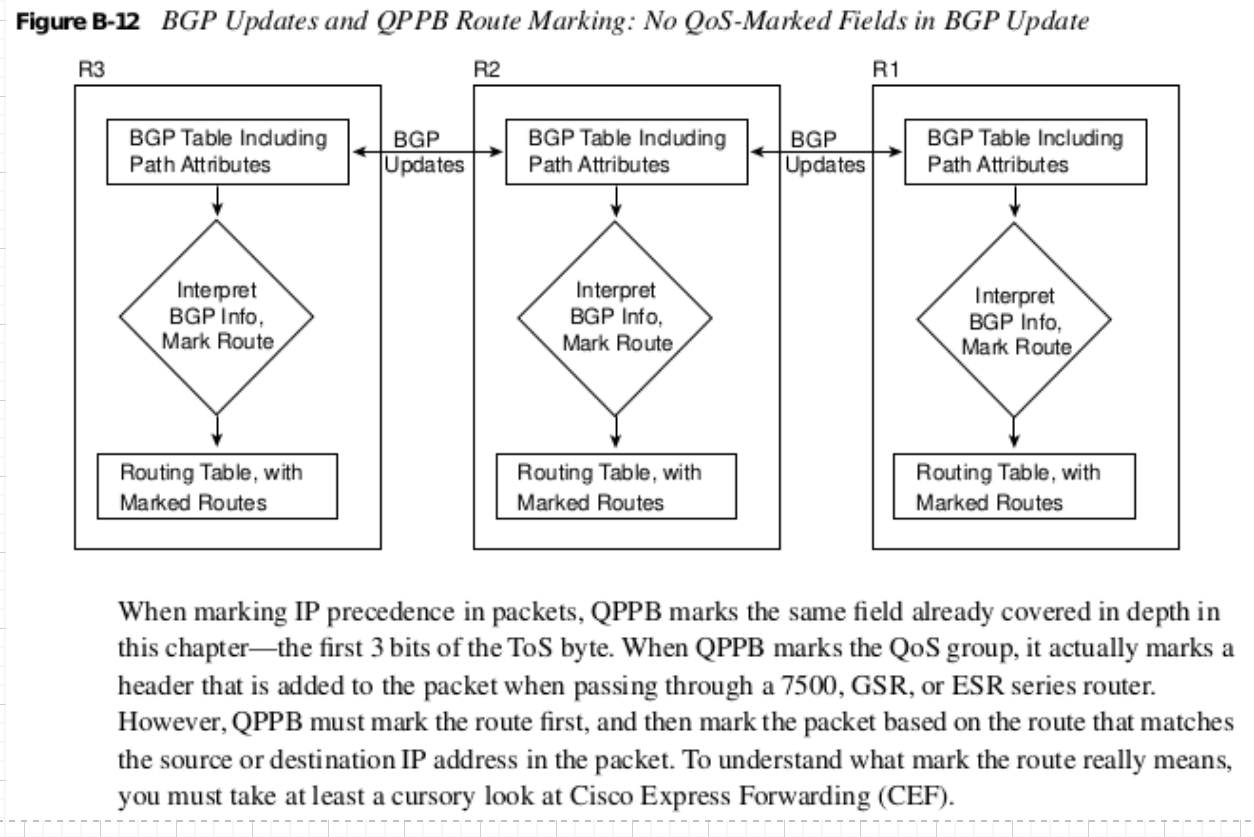 Figure B-12 BGP Updates and QPPB Route Marking: No QoS-Marked Fields in BGP Update
R3
R2
R1
BGP Table Including
Path Attributes
BGP
Updates
BGP Table Including
Path Attributes
BGP
Updates
BGP Table Including
Path Attributes
Interpret
BGP Info,
Mark Route
Interpret
BGP Info,
Mark Route
Interpret
BGP Info,
Mark Route
Routing Table, with
Marked Routes
Routing Table, with
Marked Routes
Routing Table, with
Marked Routes
When marking IP precedence in packets, QPPB marks the same field already covered in depth in
this chapter—the first 3 bits of the ToS byte. When QPPB marks the QoS group, it actually marks a
header that is added to the packet when passing through a 7500, GSR, or ESR series router.
However, QPPB must mark the route first, and then mark the packet based on the route that matches
the source or destination IP address in the packet. To understand what mark the route really means,
you must take at least a cursory look at Cisco Express Forwarding (CEF).